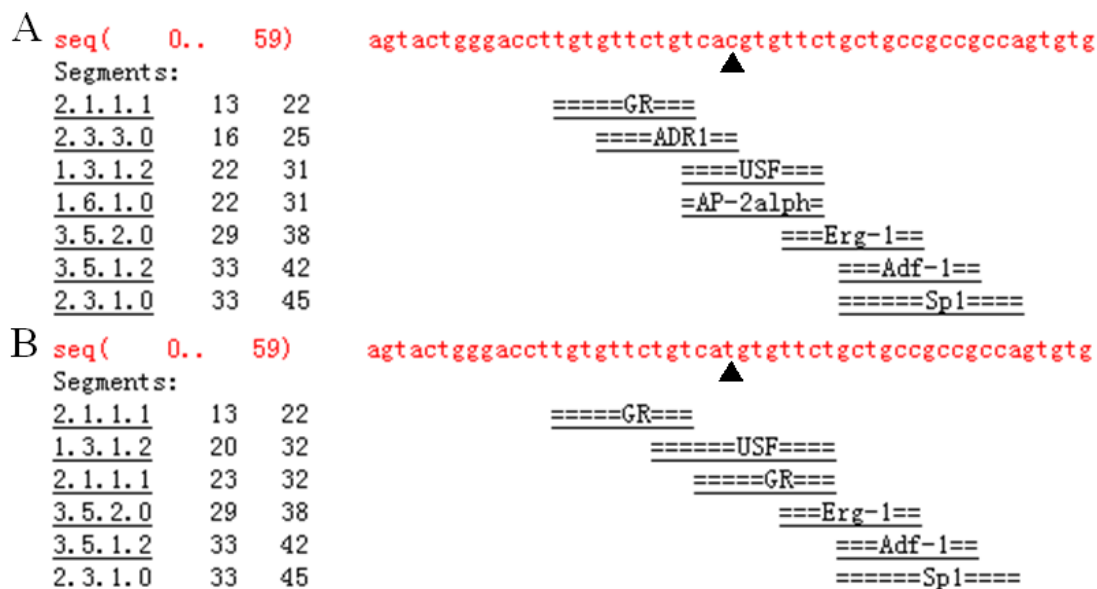 A seq( 0.. 59) agtactgggaccttgtgttctgtcacgtgttctgctgccgccgccagtgtg
Segments:
2.1.1.1 13 22 =====GR===
2.3.3.0 16 25 ====ADR1==
1.3.1.2 22 31 ====USF===
1.6.1.0 22 31 =AP-2alph=
3.5.2.0 29 38 ===Erg-1==
3.5.1.2 33 42 ===Adf-1==
2.3.1.0 33 45 ======Sp1====
B seq( 0.. 59) agtactgggaccttgtgttctgtcatgtgttctgctgccgccgccagtgtg
Segments:
2.1.1.1 13 22 =====GR===
1.3.1.2 20 32 ======USF====
2.1.1.1 23 32 =====GR===
3.5.2.0 29 38 ===Erg-1==
3.5.1.2 33 42 ===Adf-1==
2.3.1.0 33 45 ======Sp1====